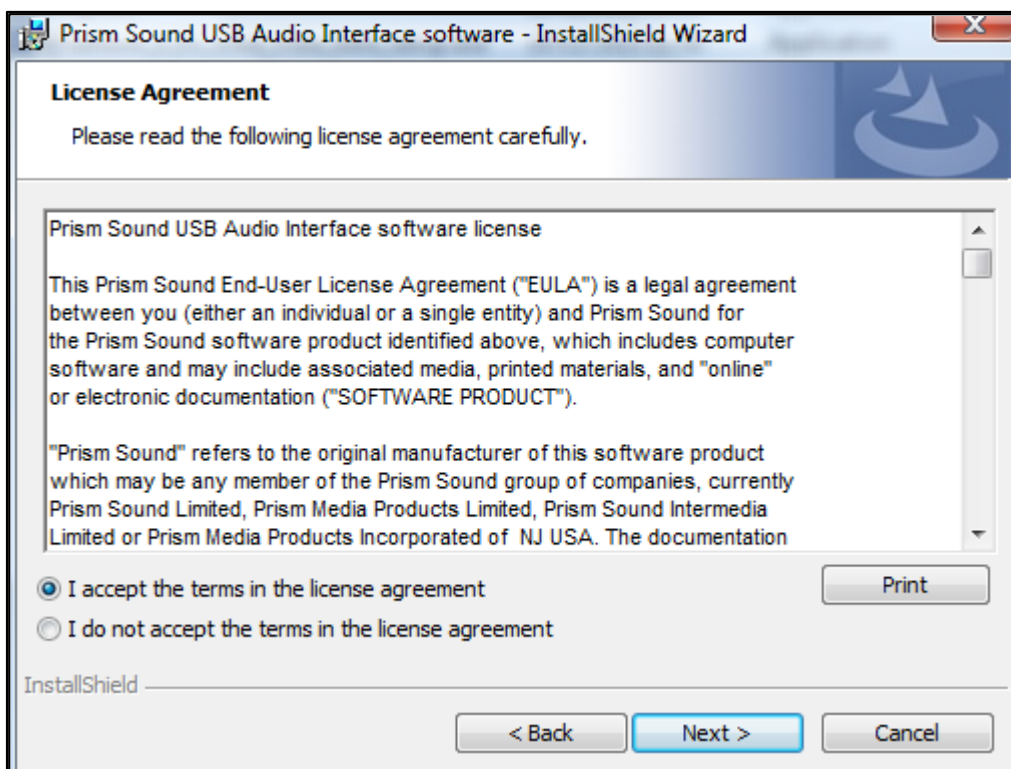 Prism Sound USB Audio Interface software - InstallShield Wizard
License Agreement
Please read the following license agreement carefully.
Prism Sound USB Audio Interface software license
This Prism Sound End-User License Agreement ("EULA") is a legal agreement
between you (either an individual or a single entity) and Prism Sound for
the Prism Sound software product identified above, which includes computer
software and may include associated media, printed materials, and "online"
or electronic documentation ("SOFTWARE PRODUCT").
"Prism Sound" refers to the original manufacturer of this software product
which may be any member of the Prism Sound group of companies, currently
Prism Sound Limited, Prism Media Products Limited, Prism Sound Intermedia
Limited or Prism Media Products Incorporated of NJ USA. The documentation
I accept the terms in the license agreement
Print
I do not accept the terms in the license agreement
InstallShield
< Back
Next >
Cancel